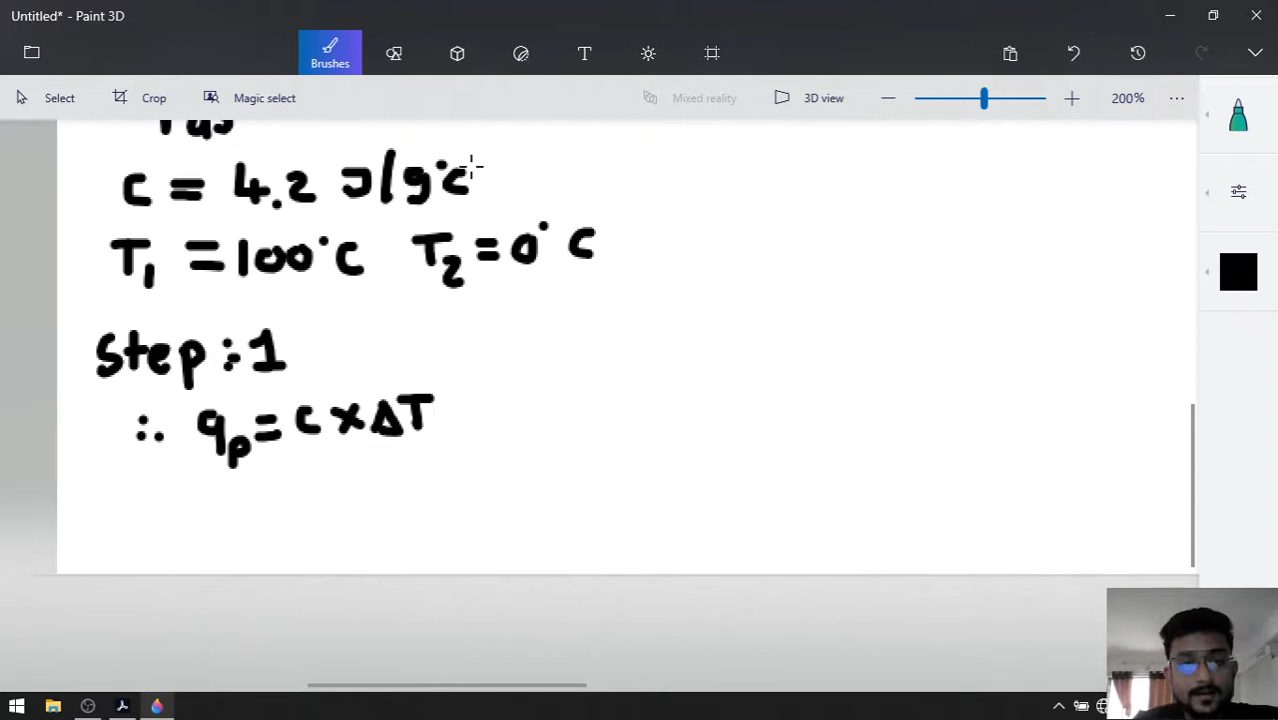 Untitled* - Paint 3D
Brushes
Select Crop Magic select Mixed reality 3D view 200%
C = 4.2 J/g°C
T₁ = 100°C T₂ = 0°C
Step :- 1
∴ qₚ = C × ΔT